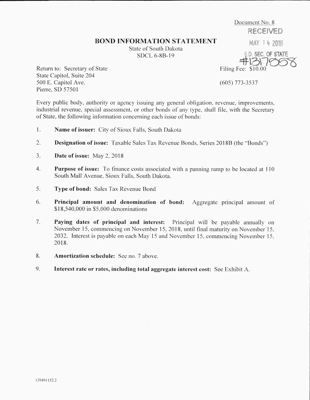 Document No. 8
RECEIVED
MAY 14 2018
S.D. SEC. OF STATE
BOND INFORMATION STATEMENT
State of South Dakota
SDCL 6-8B-19
Return to: Secretary of State
State Capitol, Suite 204
500 E. Capitol Ave.
Pierre, SD 57501
Filing Fee: $10.00
(605) 773-3537
Every public body, authority or agency issuing any general obligation, revenue, improvements,
industrial revenue, special assessment, or other bonds of any type, shall file, with the Secretary
of State, the following information concerning each issue of bonds:
1. Name of issuer: City of Sioux Falls, South Dakota
2. Designation of issue: Taxable Sales Tax Revenue Bonds, Series 2018B (the "Bonds")
3. Date of issue: May 2, 2018
4. Purpose of issue: To finance costs associated with a parking ramp to be located at 110
South Mall Avenue, Sioux Falls, South Dakota.
5. Type of bond: Sales Tax Revenue Bond
6. Principal amount and denomination of bond: Aggregate principal amount of
$18,540,000 in $5,000 denominations
7. Paying dates of principal and interest: Principal will be payable annually on
November 15, commencing on November 15, 2018, until final maturity on November 15,
2032. Interest is payable on each May 15 and November 15, commencing November 15,
2018.
8. Amortization schedule: See no. 7 above.
9. Interest rate or rates, including total aggregate interest cost: See Exhibit A.